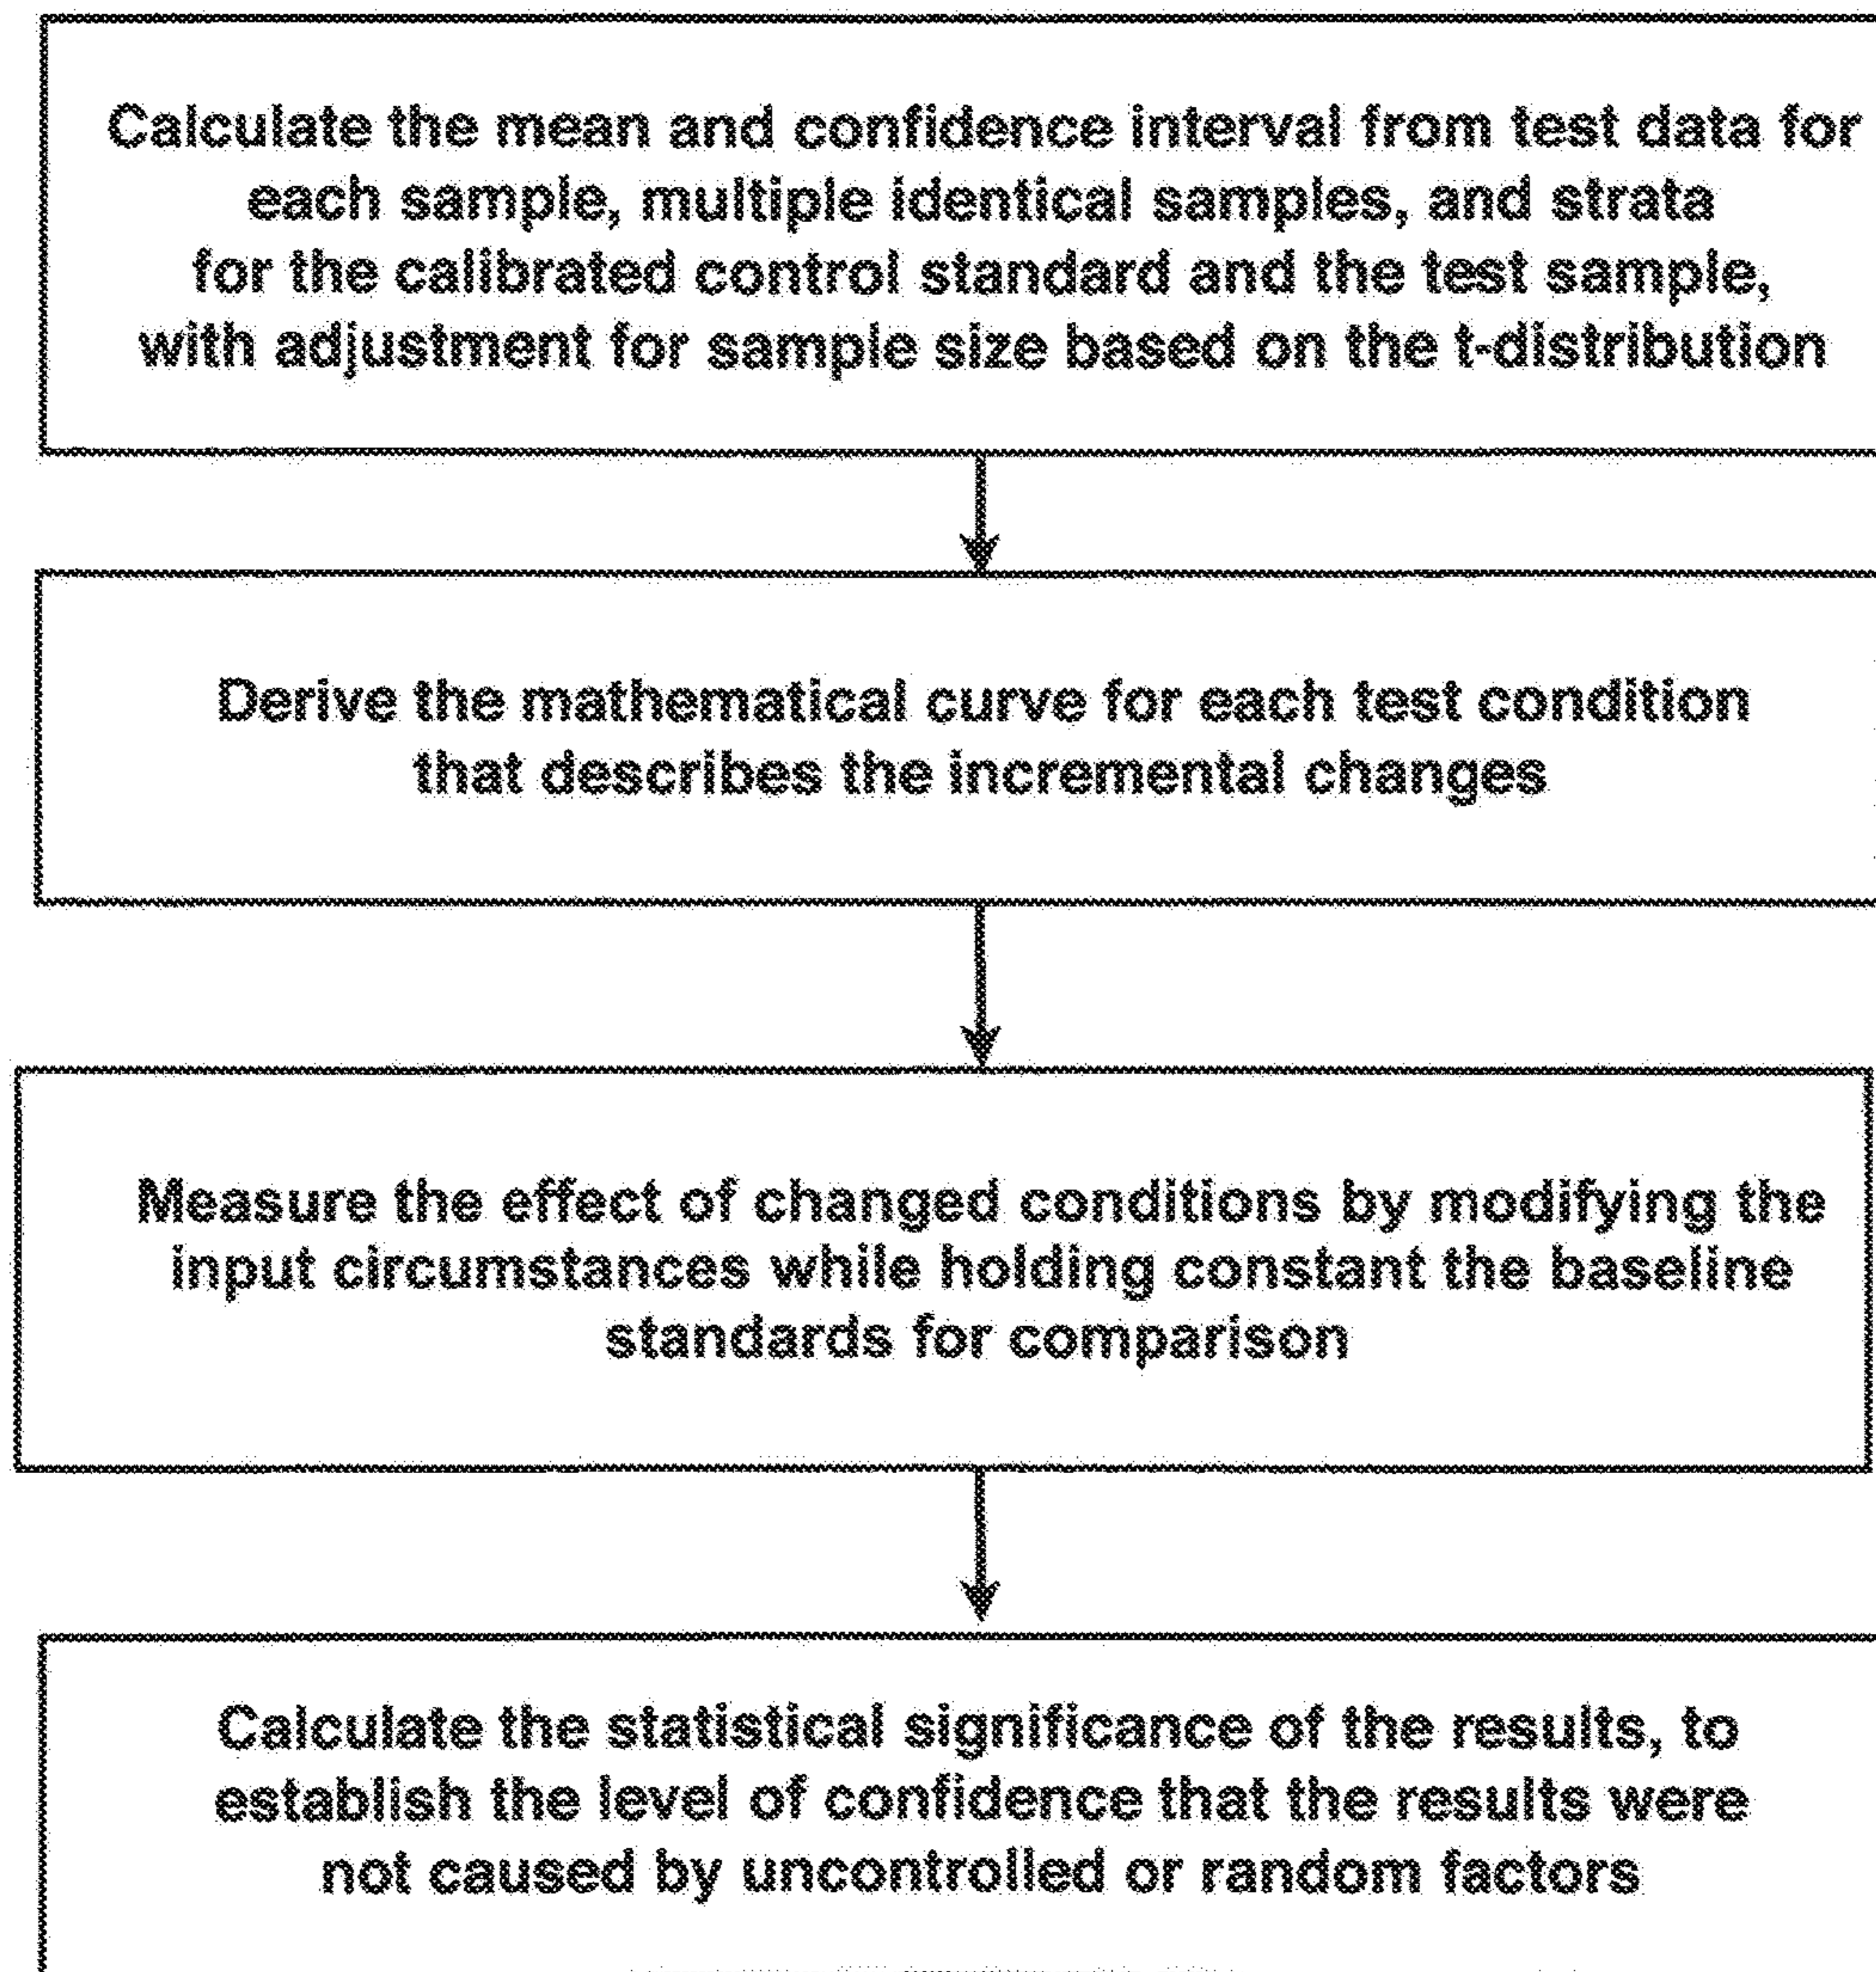 Calculate the mean and confidence interval from test data for
each sample, multiple identical samples, and strata
for the calibrated control standard and the test sample,
with adjustment for sample size based on the t-distribution
Derive the mathematical curve for each test condition
that describes the incremental changes
Measure the effect of changed conditions by modifying the
input circumstances while holding constant the baseline
standards for comparison
Calculate the statistical significance of the results, to
establish the level of confidence that the results were
not caused by uncontrolled or random factors